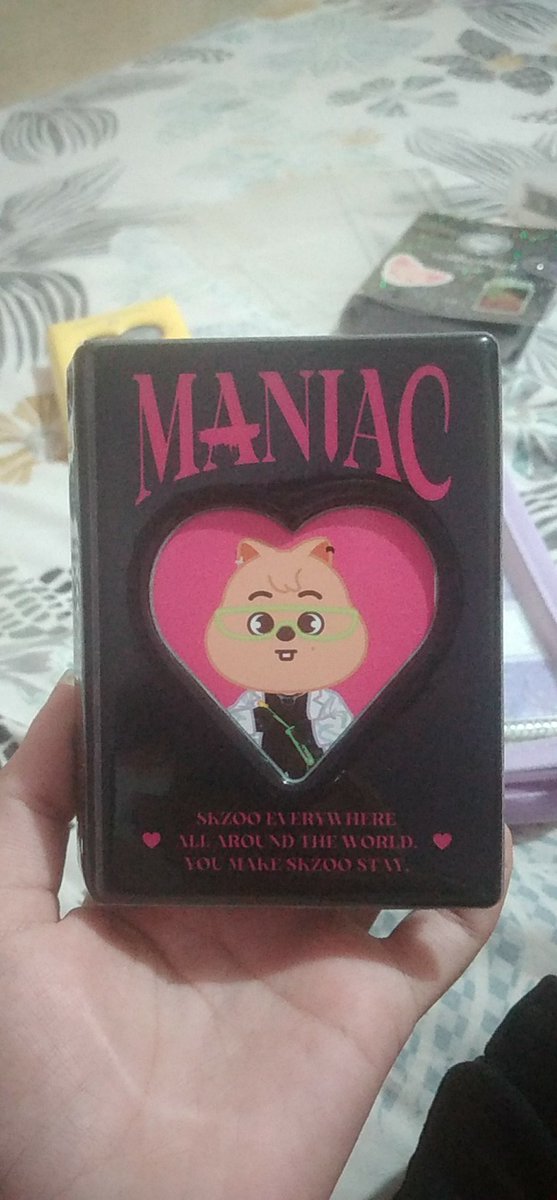 MANIAC
SKZOO EVERYWHERE
ALL AROUND THE WORLD.
YOU MAKE SKZOO STAY.